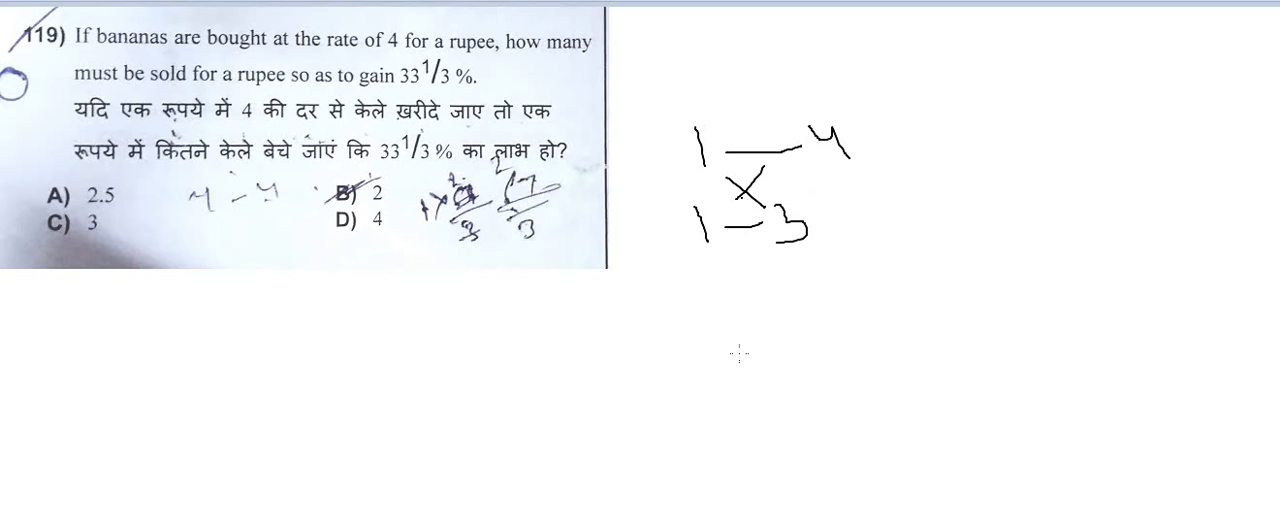 119) If bananas are bought at the rate of 4 for a rupee, how many
must be sold for a rupee so as to gain 33 1/3 %.
यदि एक रूपये में 4 की दर से केले ख़रीदे जाए तो एक
रूपये में कितने केले बेचे जाएं कि 33 1/3 % का लाभ हो?
A) 2.5
B) 2
C) 3
D) 4
1 — 4
X
1 – 3